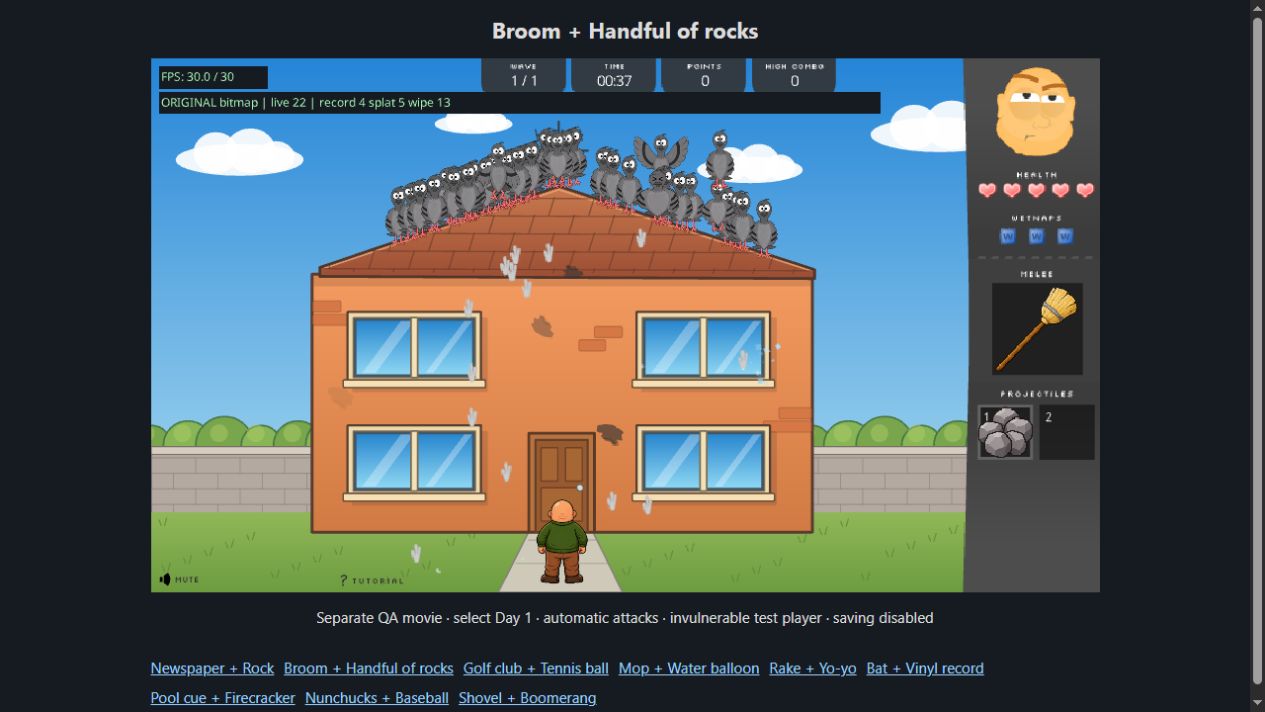 Broom + Handful of rocks
FPS: 30.0 / 30
WAVE
1 / 1
TIME
00:37
POINTS
0
HIGH COMBO
0
ORIGINAL bitmap | live 22 | record 4 splat 5 wipe 13
HEALTH
WETNAPS
W W W
MELEE
PROJECTILES
1
2
MUTE
? TUTORIAL
Separate QA movie · select Day 1 · automatic attacks · invulnerable test player · saving disabled
Newspaper + Rock Broom + Handful of rocks Golf club + Tennis ball Mop + Water balloon Rake + Yo-yo Bat + Vinyl record
Pool cue + Firecracker Nunchucks + Baseball Shovel + Boomerang